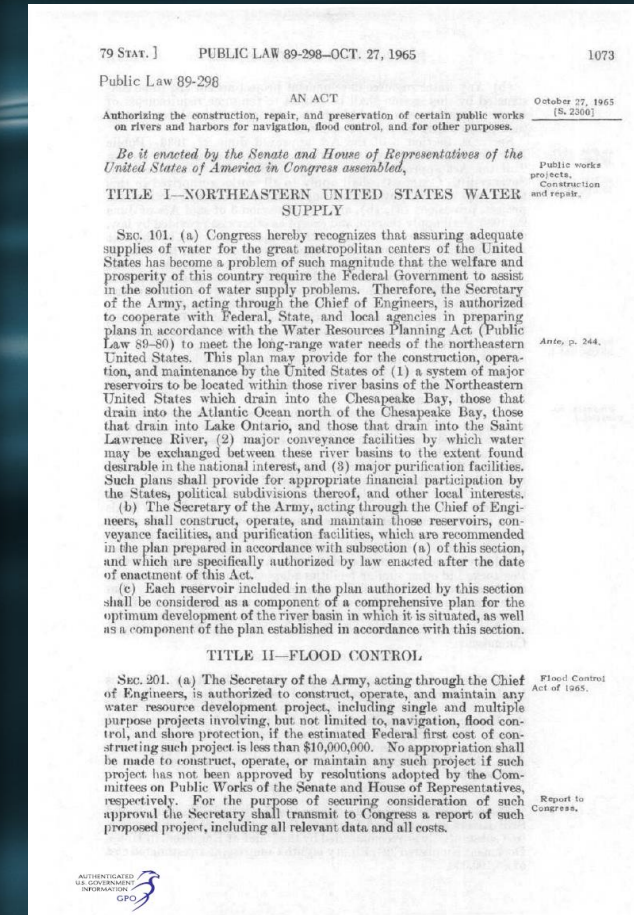 79 STAT. ] PUBLIC LAW 89-298–OCT. 27, 1965 1073
Public Law 89-298
AN ACT
October 27, 1965
[S. 2300]
Authorizing the construction, repair, and preservation of certain public works
on rivers and harbors for navigation, flood control, and for other purposes.
Be it enacted by the Senate and House of Representatives of the
United States of America in Congress assembled,
Public works
projects.
Construction
and repair.
TITLE I—NORTHEASTERN UNITED STATES WATER
SUPPLY
SEC. 101. (a) Congress hereby recognizes that assuring adequate
supplies of water for the great metropolitan centers of the United
States has become a problem of such magnitude that the welfare and
prosperity of this country require the Federal Government to assist
in the solution of water supply problems. Therefore, the Secretary
of the Army, acting through the Chief of Engineers, is authorized
to cooperate with Federal, State, and local agencies in preparing
plans in accordance with the Water Resources Planning Act (Public
Law 89–80) to meet the long-range water needs of the northeastern
Ante, p. 244.
United States. This plan may provide for the construction, opera-
tion, and maintenance by the United States of (1) a system of major
reservoirs to be located within those river basins of the Northeastern
United States which drain into the Chesapeake Bay, those that
drain into the Atlantic Ocean north of the Chesapeake Bay, those
that drain into Lake Ontario, and those that drain into the Saint
Lawrence River, (2) major conveyance facilities by which water
may be exchanged between these river basins to the extent found
desirable in the national interest, and (3) major purification facilities.
Such plans shall provide for appropriate financial participation by
the States, political subdivisions thereof, and other local interests.
(b) The Secretary of the Army, acting through the Chief of Engi-
neers, shall construct, operate, and maintain those reservoirs, con-
veyance facilities, and purification facilities, which are recommended
in the plan prepared in accordance with subsection (a) of this section,
and which are specifically authorized by law enacted after the date
of enactment of this Act.
(c) Each reservoir included in the plan authorized by this section
shall be considered as a component of a comprehensive plan for the
optimum development of the river basin in which it is situated, as well
as a component of the plan established in accordance with this section.
TITLE II—FLOOD CONTROL
SEC. 201. (a) The Secretary of the Army, acting through the Chief
of Engineers, is authorized to construct, operate, and maintain any
Flood Control
Act of 1965.
water resource development project, including single and multiple
purpose projects involving, but not limited to, navigation, flood con-
trol, and shore protection, if the estimated Federal first cost of con-
structing such project is less than $10,000,000. No appropriation shall
be made to construct, operate, or maintain any such project if such
project has not been approved by resolutions adopted by the Com-
mittees on Public Works of the Senate and House of Representatives,
respectively. For the purpose of securing consideration of such
approval the Secretary shall transmit to Congress a report of such
Report to
Congress.
proposed project, including all relevant data and all costs.
AUTHENTICATED
U.S. GOVERNMENT
INFORMATION
GPO